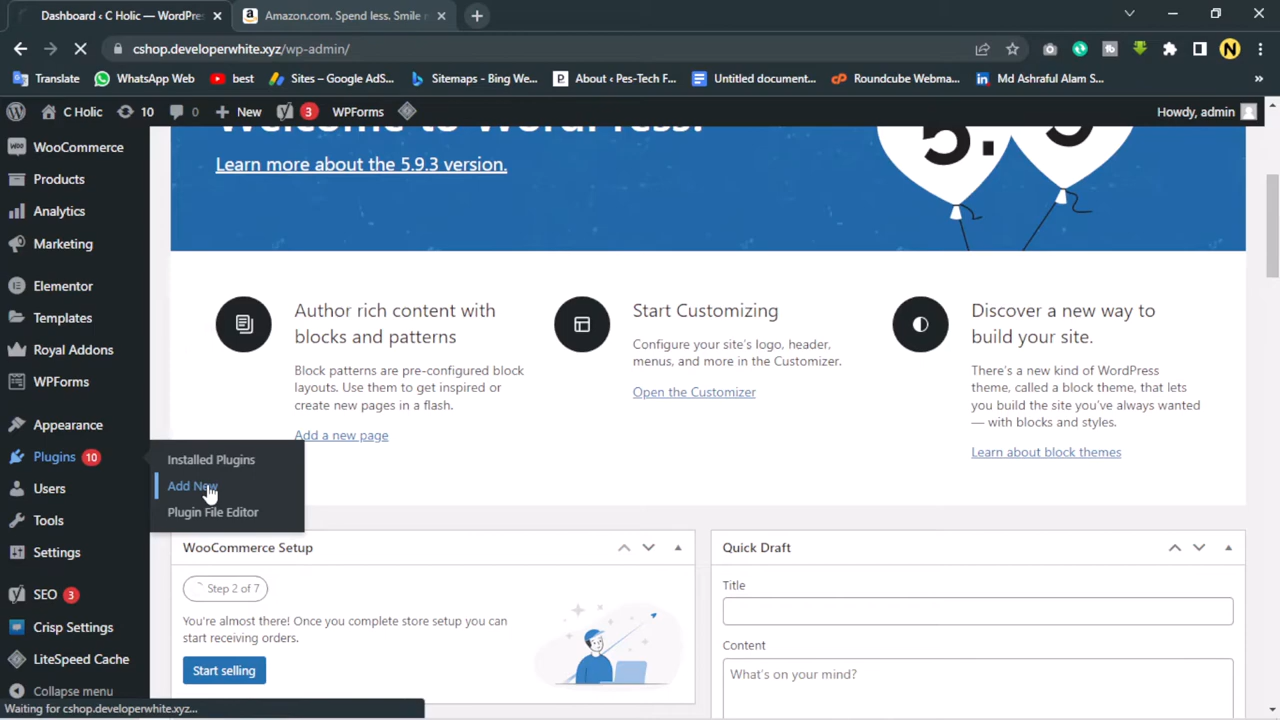 Dashboard ‹ C Holic — WordPres
Amazon.com. Spend less. Smile
cshop.developerwhite.xyz/wp-admin/
N
Translate
WhatsApp Web
best
Sites – Google AdS...
Sitemaps - Bing We...
About ‹ Pes-Tech F...
Untitled document...
Roundcube Webma...
Md Ashraful Alam S...
C Holic
10
0
New
3
WPForms
Howdy, admin
WooCommerce
Products
Analytics
Marketing
Elementor
Templates
Royal Addons
WPForms
Appearance
Plugins 10
Users
Tools
Settings
SEO 3
Crisp Settings
LiteSpeed Cache
Collapse menu
Installed Plugins
Add New
Plugin File Editor
Welcome to WordPress!
Learn more about the 5.9.3 version.
5.9
Author rich content with
blocks and patterns
Block patterns are pre-configured block
layouts. Use them to get inspired or
create new pages in a flash.
Add a new page
Start Customizing
Configure your site's logo, header,
menus, and more in the Customizer.
Open the Customizer
Discover a new way to
build your site.
There's a new kind of WordPress
theme, called a block theme, that lets
you build the site you've always wanted
— with blocks and styles.
Learn about block themes
WooCommerce Setup
Step 2 of 7
You're almost there! Once you complete store setup you can
start receiving orders.
Start selling
Quick Draft
Title
Content
What's on your mind?
Waiting for cshop.developerwhite.xyz...